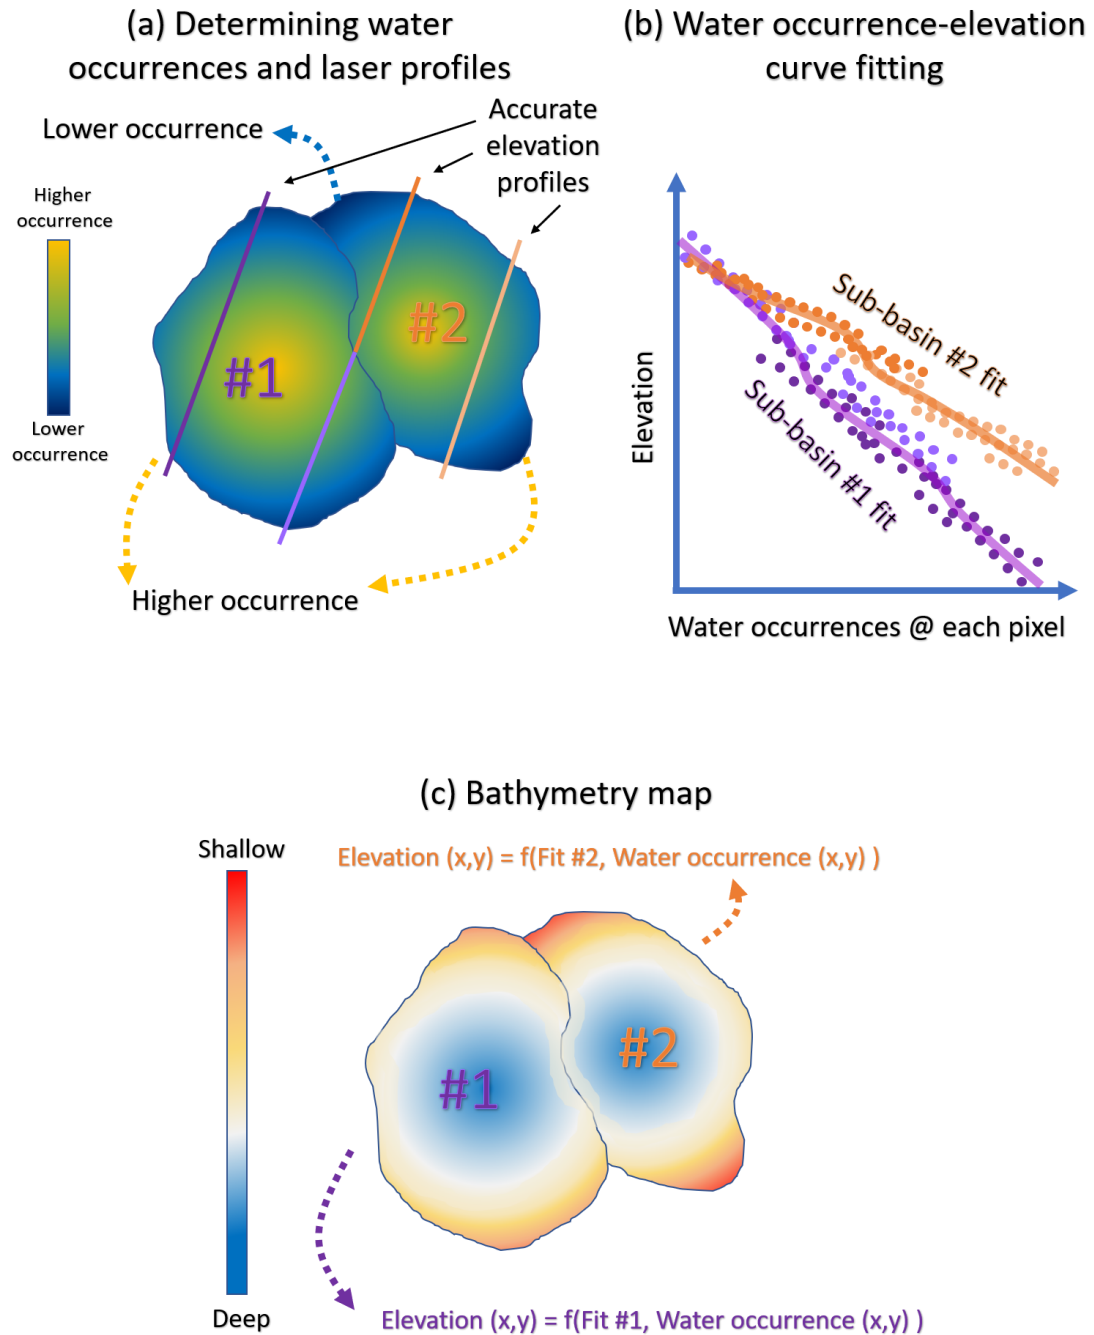 (a) Determining water
occurrences and laser profiles
Lower occurrence
Accurate
elevation
profiles
Higher
occurrence
Lower
occurrence
#1
#2
Higher occurrence
(b) Water occurrence-elevation
curve fitting
Elevation
Sub-basin #2 fit
Sub-basin #1 fit
Water occurrences @ each pixel
(c) Bathymetry map
Shallow
Deep
Elevation (x,y) = f(Fit #2, Water occurrence (x,y) )
#1
#2
Elevation (x,y) = f(Fit #1, Water occurrence (x,y) )